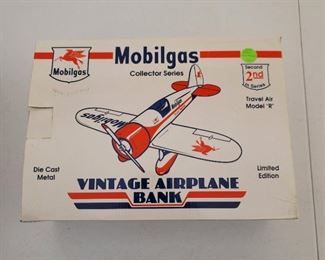 Mobilgas
Collector Series
Mobilgas
Second
2nd
In Series
Travel Air
Model "R"
Mobilgas
Die Cast
Metal
Limited
Edition
VINTAGE AIRPLANE
BANK